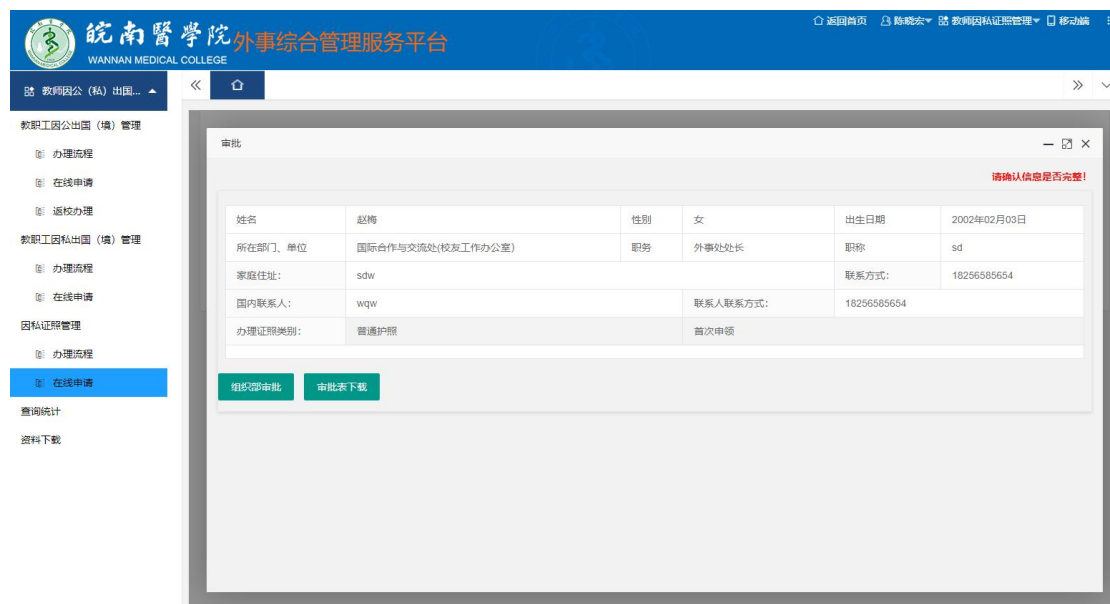 皖南醫學院外事综合管理服务平台
WANNAN MEDICAL COLLEGE
返回首页 陈晓宏 教师因私证照管理 移动端
教师因公（私）出国...
教职工因公出国（境）管理
办理流程
在线申请
返校办理
教职工因私出国（境）管理
办理流程
在线申请
因私证照管理
办理流程
在线申请
查询统计
资料下载
审批
请确认信息是否完整!
姓名 赵梅 性别 女 出生日期 2002年02月03日
所在部门、单位 国际合作与交流处(校友工作办公室) 职务 外事处处长 职称 sd
家庭住址: sdw 联系方式: 18256585654
国内联系人: wqw 联系人联系方式: 18256585654
办理证照类别: 普通护照 首次申领
组织部审批 审批表下载